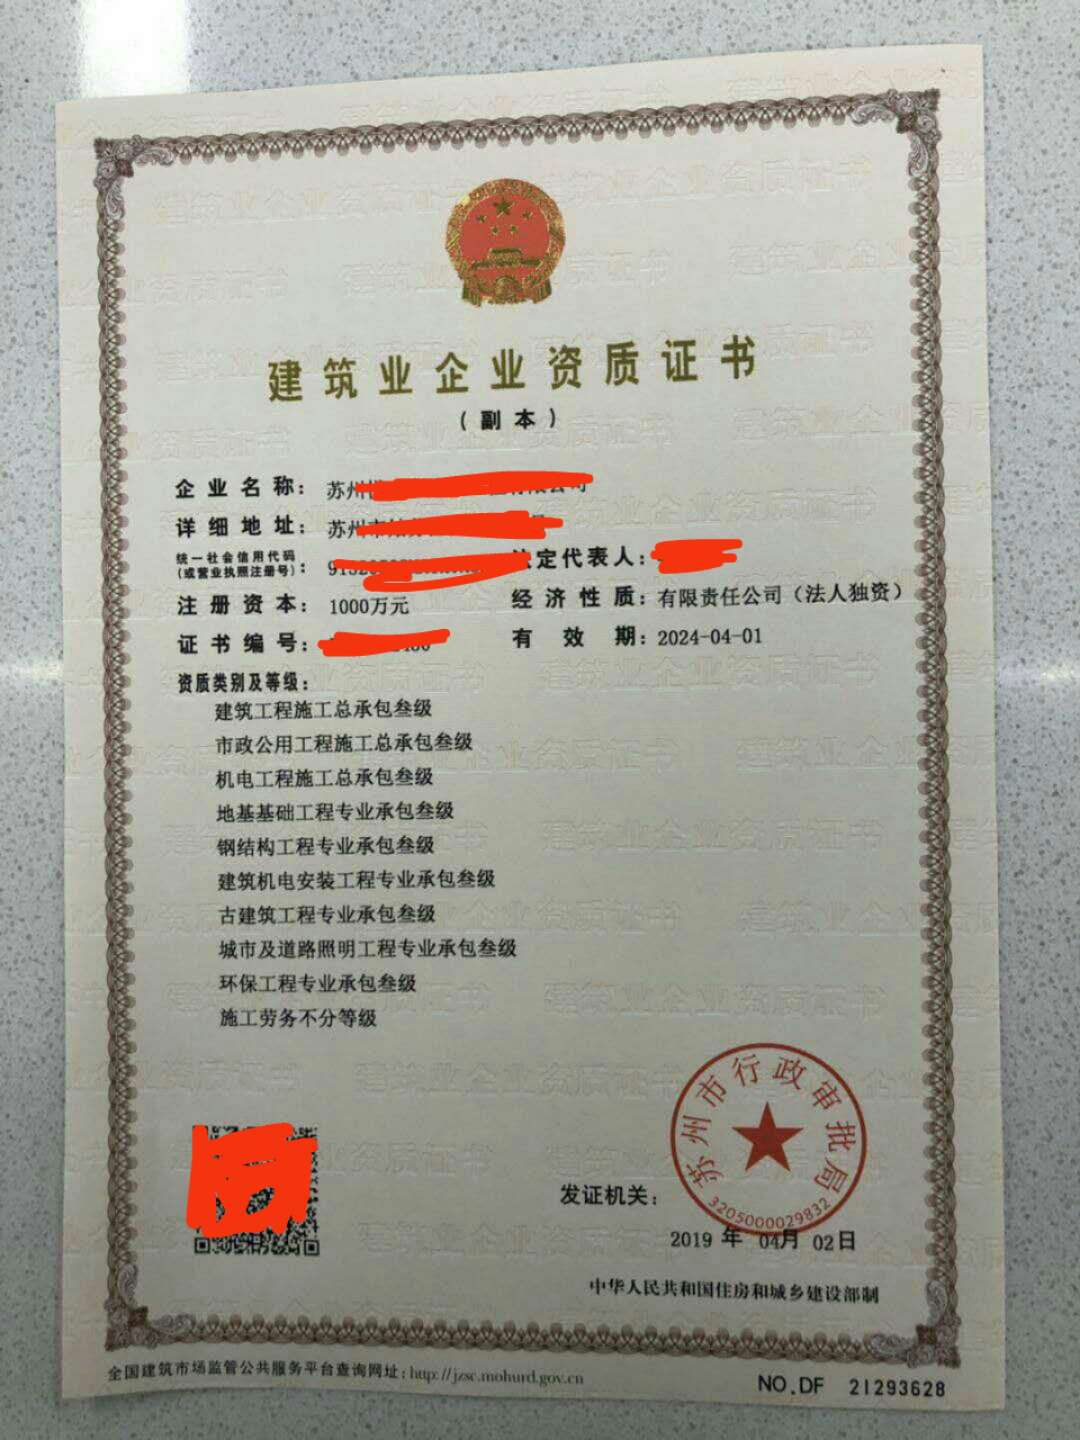 建筑业企业资质证书
（副本）
企业名称：苏州 有限公司
详细地址：苏州市
统一社会信用代码
（或营业执照注册号）：
法定代表人：
注册资本：1000万元
经济性质：有限责任公司（法人独资）
证书编号：
有效期：2024-04-01
资质类别及等级：
建筑工程施工总承包叁级
市政公用工程施工总承包叁级
机电工程施工总承包叁级
地基基础工程专业承包叁级
钢结构工程专业承包叁级
建筑机电安装工程专业承包叁级
古建筑工程专业承包叁级
城市及道路照明工程专业承包叁级
环保工程专业承包叁级
施工劳务不分等级
苏州市行政审批局
3205000029832
发证机关：
2019年04月02日
中华人民共和国住房和城乡建设部制
全国建筑市场监管公共服务平台查询网址：http://jzsc.mohurd.gov.cn
NO.DF 21293628